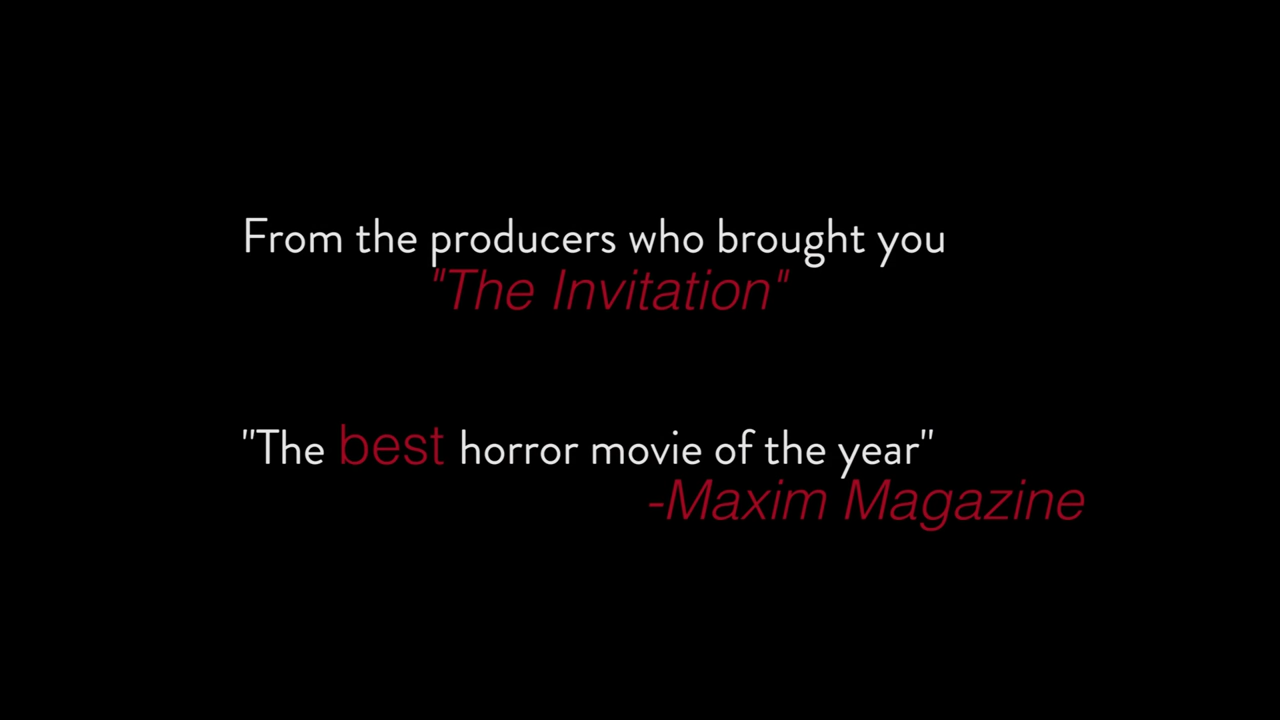 From the producers who brought you
"The Invitation"
"The best horror movie of the year"
-Maxim Magazine